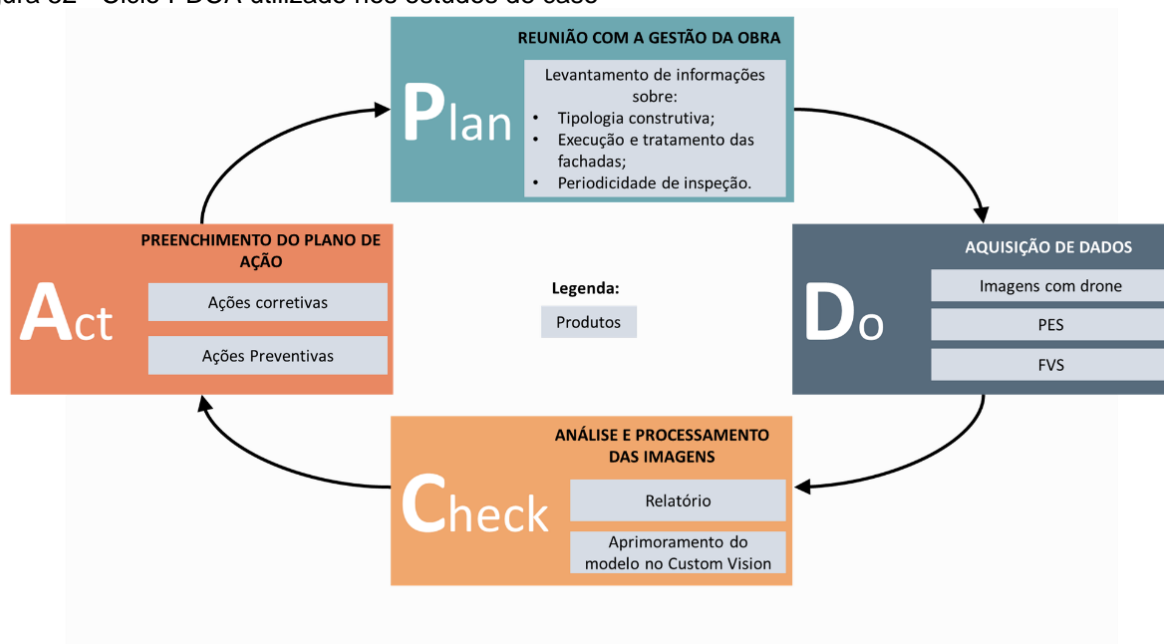 REUNIÃO COM A GESTÃO DA OBRA
Plan
Levantamento de informações
sobre:
• Tipologia construtiva;
• Execução e tratamento das
fachadas;
• Periodicidade de inspeção.
PREENCHIMENTO DO PLANO DE
AÇÃO
Act
Ações corretivas
Ações Preventivas
Legenda:
Produtos
AQUISIÇÃO DE DADOS
Do
Imagens com drone
PES
FVS
ANÁLISE E PROCESSAMENTO
DAS IMAGENS
Check
Relatório
Aprimoramento do
modelo no Custom Vision